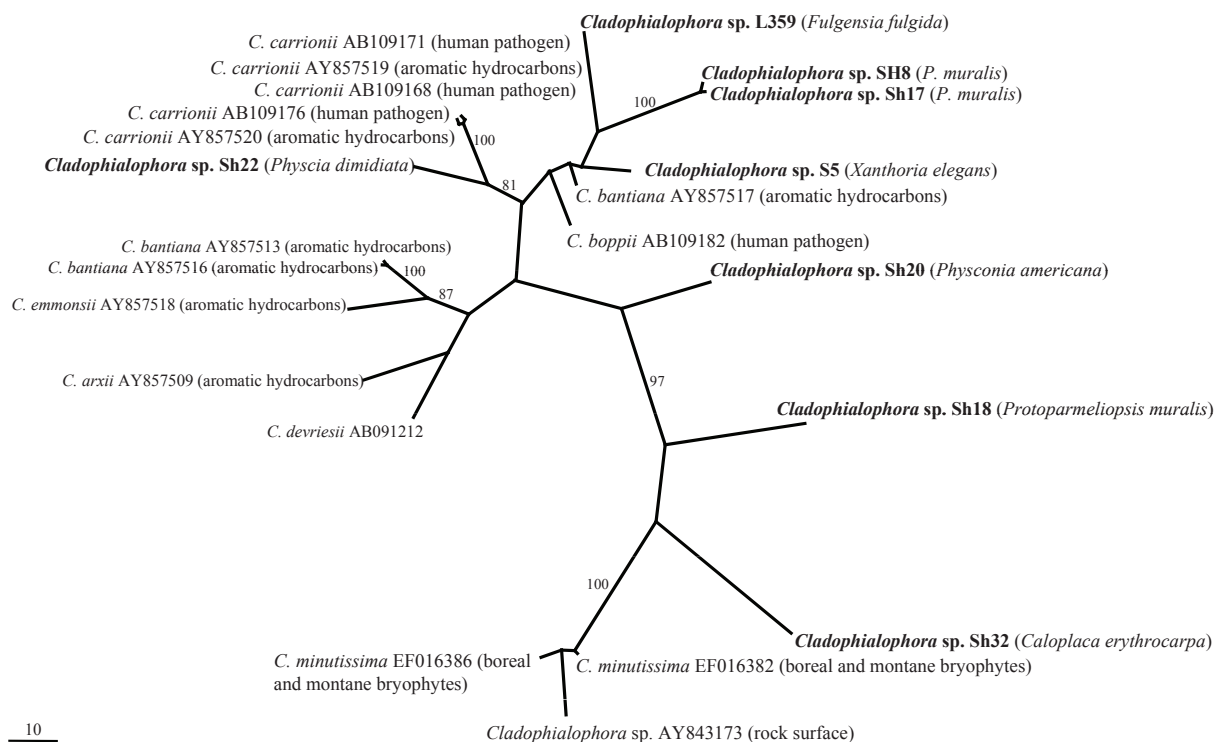 Cladophialophora sp. L359 (Fulgensia fulgida)
C. carrionii AB109171 (human pathogen)
C. carrionii AY857519 (aromatic hydrocarbons)
C. carrionii AB109168 (human pathogen)
C. carrionii AB109176 (human pathogen)
C. carrionii AY857520 (aromatic hydrocarbons)
Cladophialophora sp. Sh22 (Physcia dimidiata)
100
81
Cladophialophora sp. SH8 (P. muralis)
Cladophialophora sp. Sh17 (P. muralis)
100
Cladophialophora sp. S5 (Xanthoria elegans)
C. bantiana AY857517 (aromatic hydrocarbons)
C. boppii AB109182 (human pathogen)
C. bantiana AY857513 (aromatic hydrocarbons)
C. bantiana AY857516 (aromatic hydrocarbons)
100
87
C. emmonsii AY857518 (aromatic hydrocarbons)
C. arxii AY857509 (aromatic hydrocarbons)
C. devriesii AB091212
Cladophialophora sp. Sh20 (Physconia americana)
97
Cladophialophora sp. Sh18 (Protoparmeliopsis muralis)
100
Cladophialophora sp. Sh32 (Caloplaca erythrocarpa)
C. minutissima EF016386 (boreal
and montane bryophytes)
C. minutissima EF016382 (boreal and montane bryophytes)
Cladophialophora sp. AY843173 (rock surface)
10